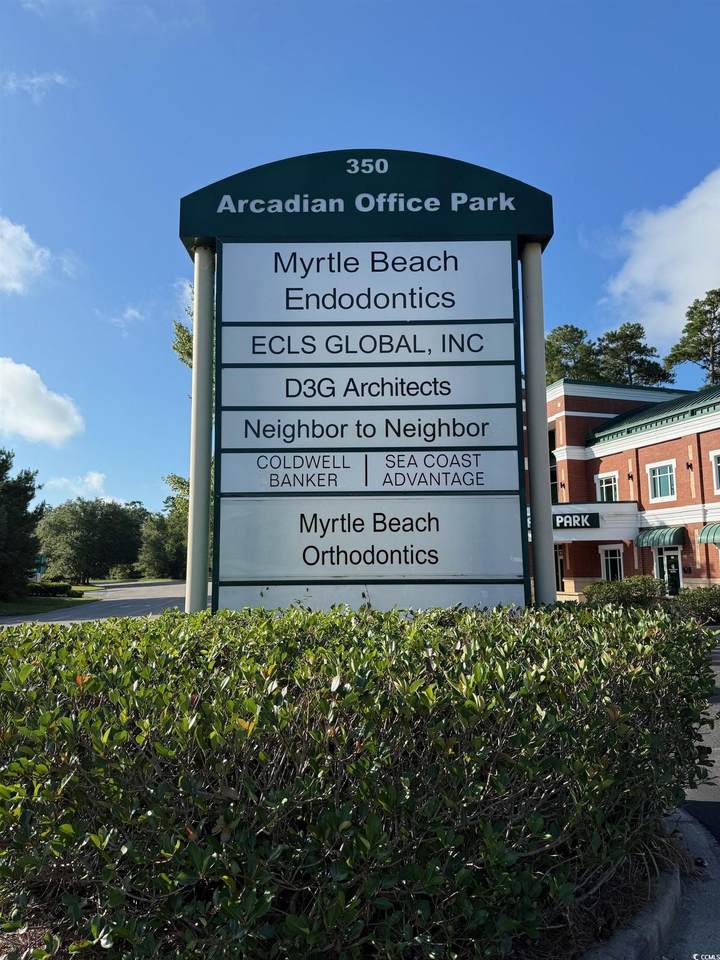 350
Arcadian Office Park
Myrtle Beach
Endodontics
ECLS GLOBAL, INC
D3G Architects
Neighbor to Neighbor
COLDWELL BANKER | SEA COAST ADVANTAGE
Myrtle Beach
Orthodontics
PARK
CCMLS